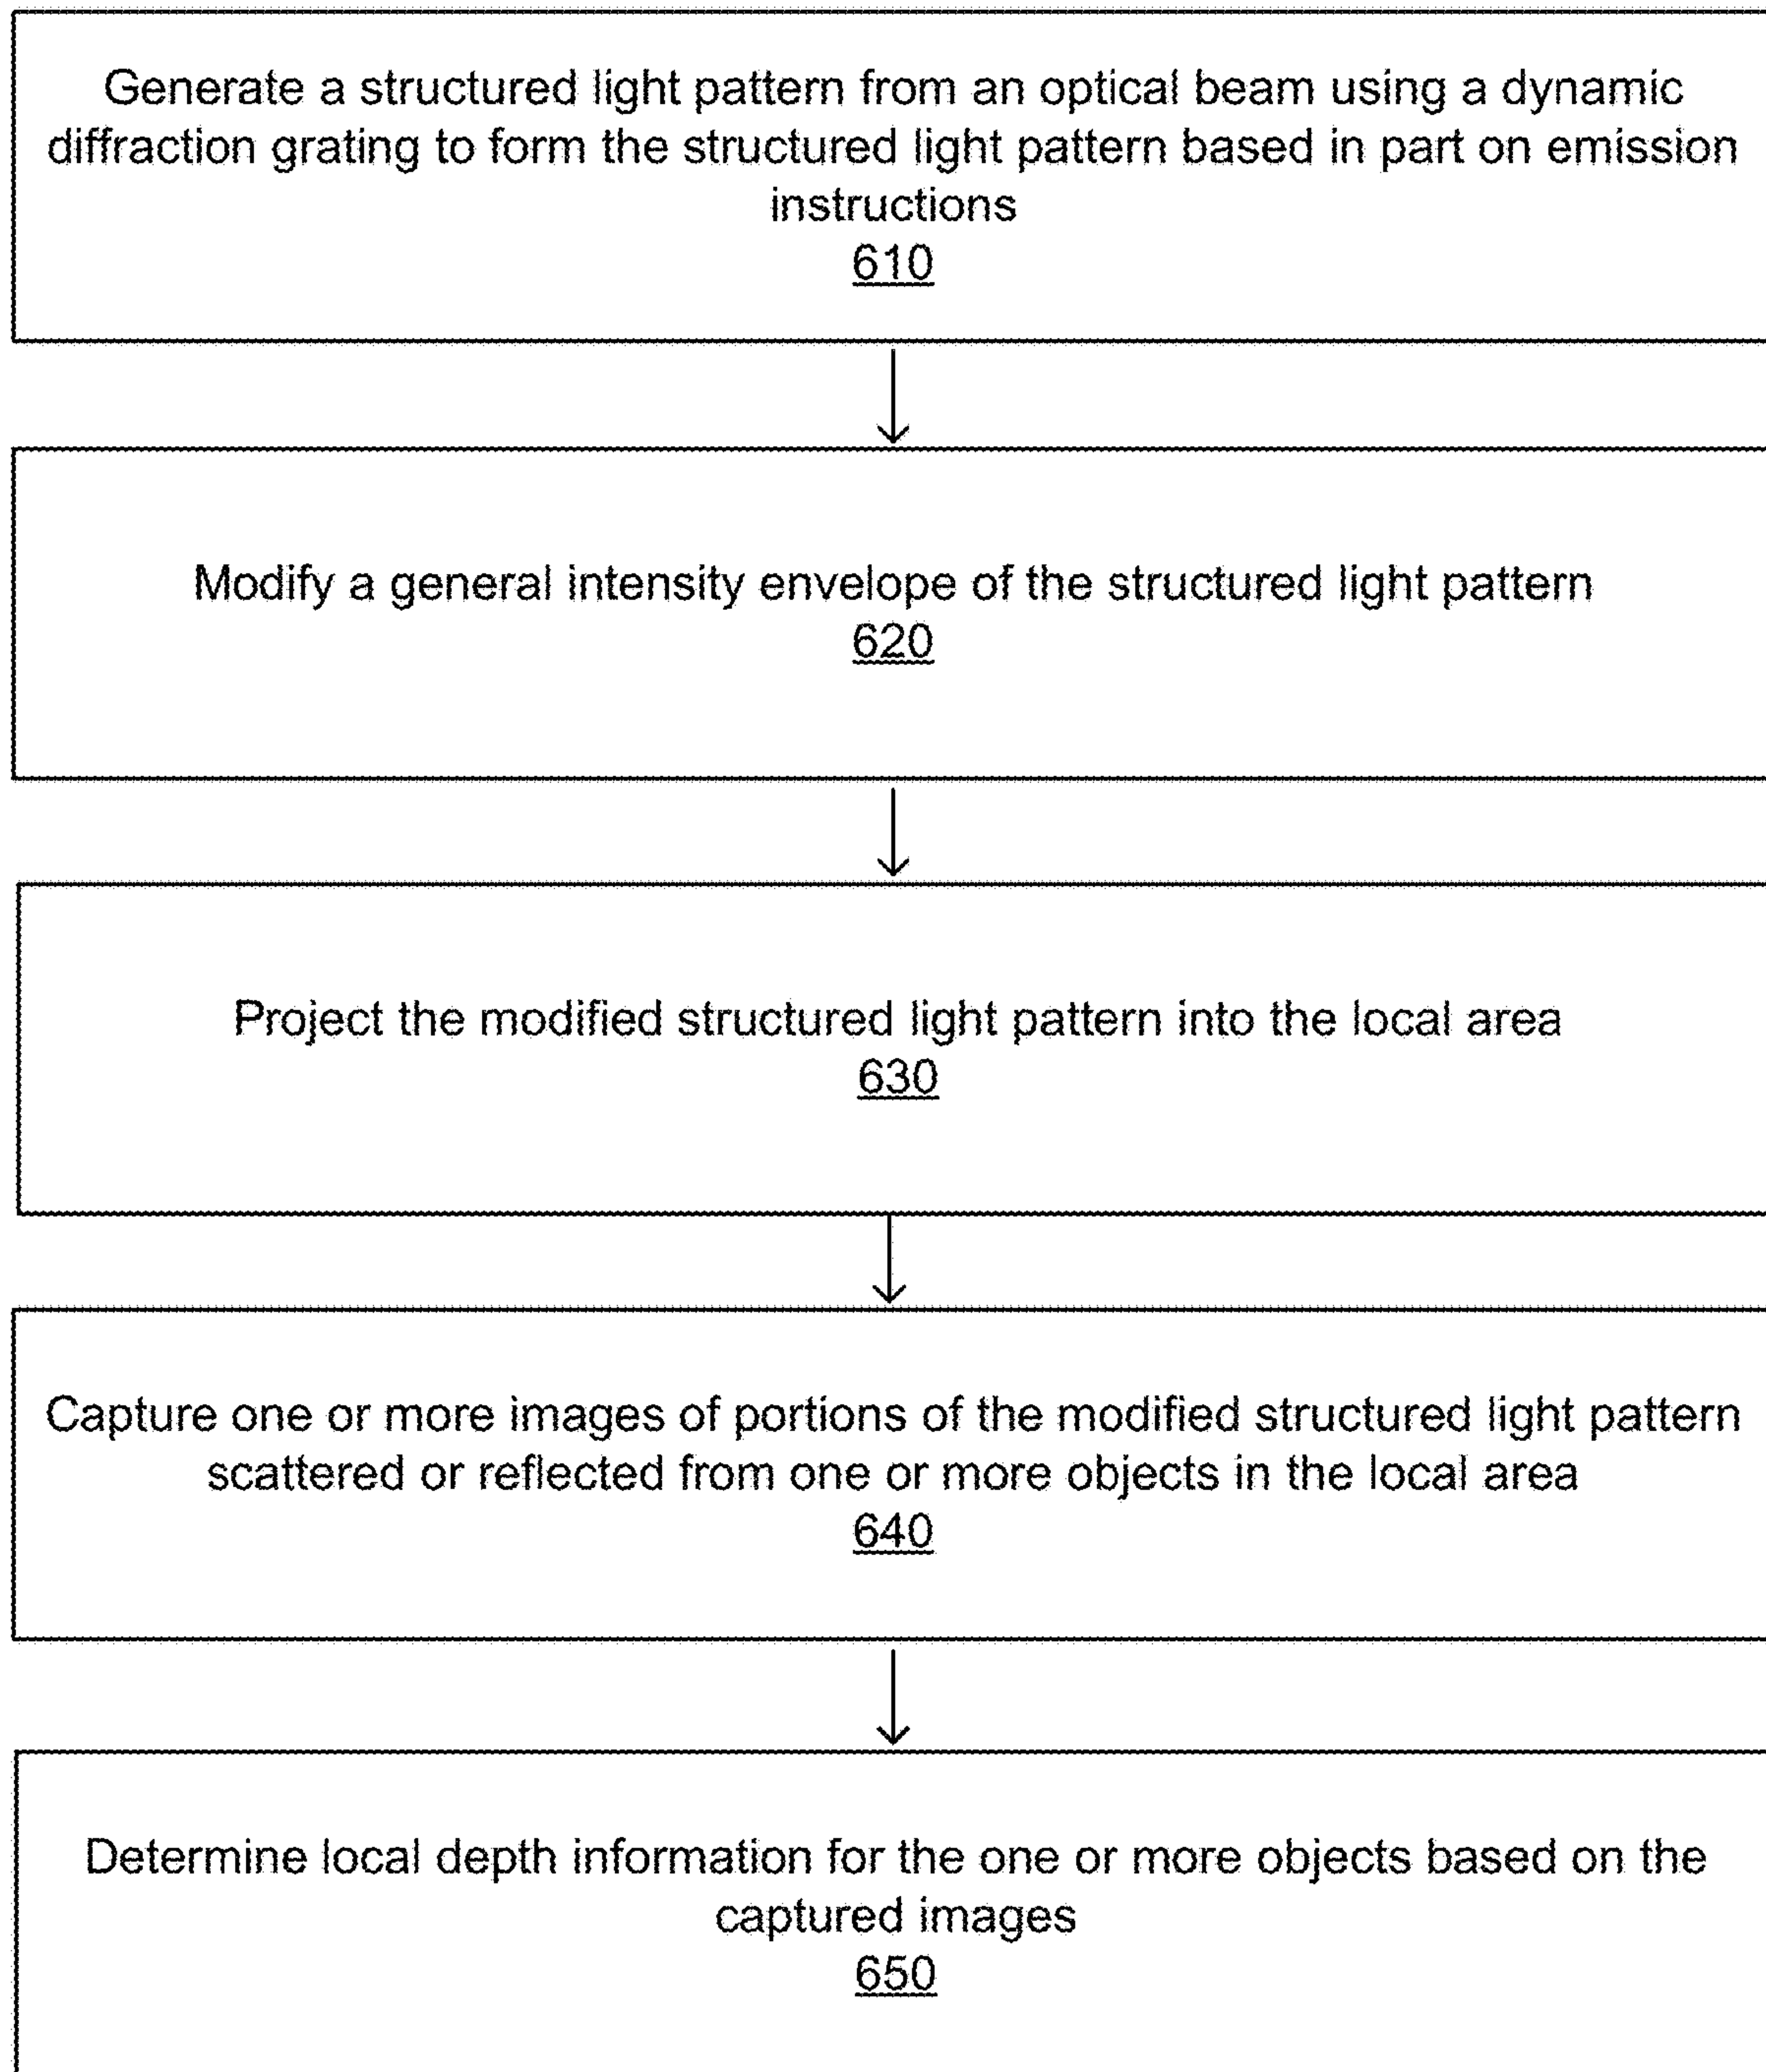 Generate a structured light pattern from an optical beam using a dynamic
diffraction grating to form the structured light pattern based in part on emission
instructions
610
Modify a general intensity envelope of the structured light pattern
620
Project the modified structured light pattern into the local area
630
Capture one or more images of portions of the modified structured light pattern
scattered or reflected from one or more objects in the local area
640
Determine local depth information for the one or more objects based on the
captured images
650